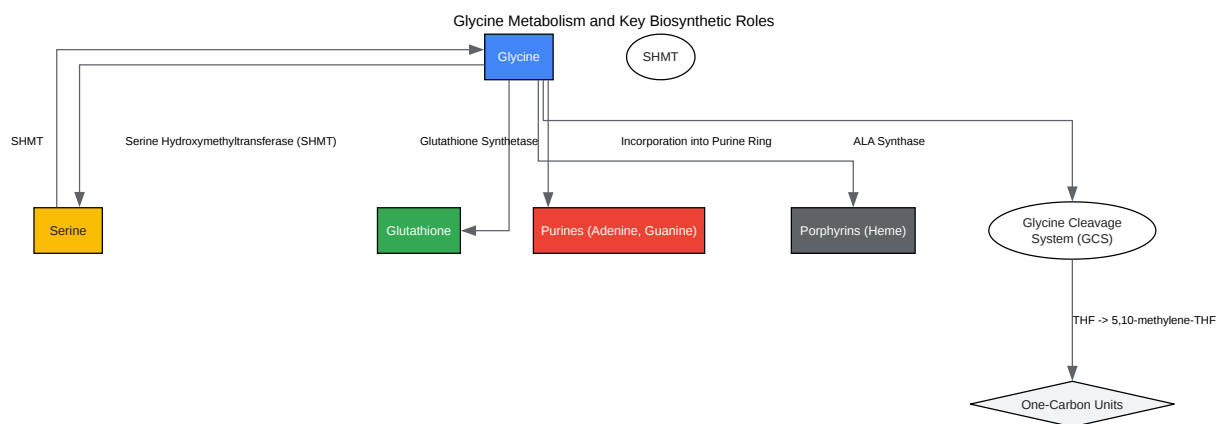 Glycine Metabolism and Key Biosynthetic Roles
Glycine
SHMT
SHMT
Serine Hydroxymethyltransferase (SHMT)
Glutathione Synthetase
Incorporation into Purine Ring
ALA Synthase
Serine
Glutathione
Purines (Adenine, Guanine)
Porphyrins (Heme)
Glycine Cleavage
System (GCS)
THF -> 5,10-methylene-THF
One-Carbon Units